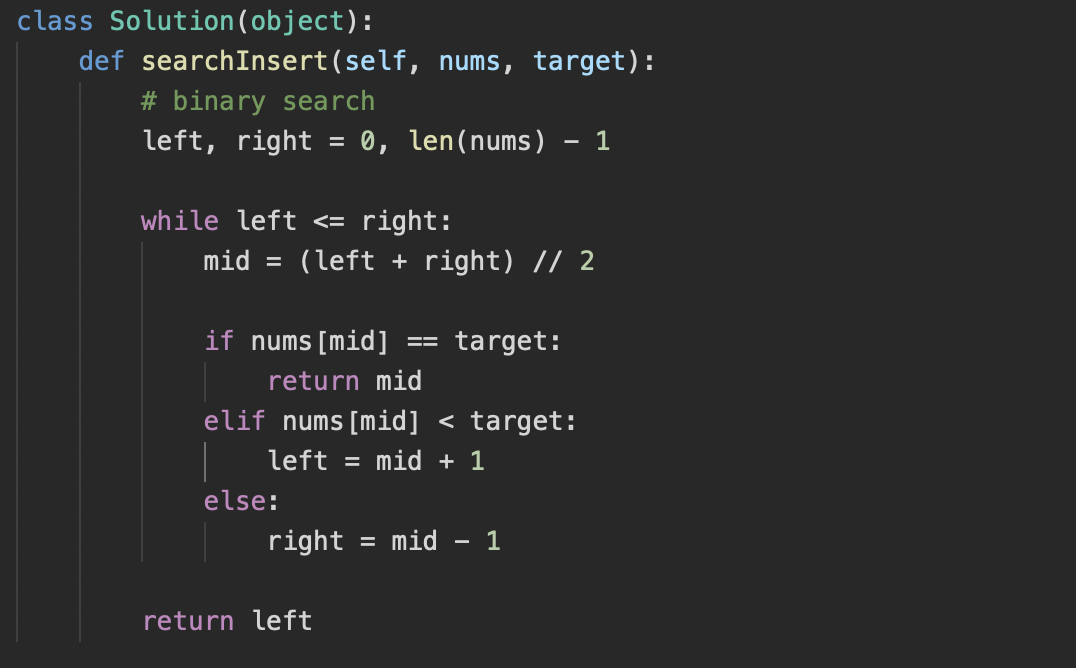 class Solution(object):
    def searchInsert(self, nums, target):
        # binary search
        left, right = 0, len(nums) - 1

        while left <= right:
            mid = (left + right) // 2

            if nums[mid] == target:
                return mid
            elif nums[mid] < target:
                left = mid + 1
            else:
                right = mid - 1

        return left